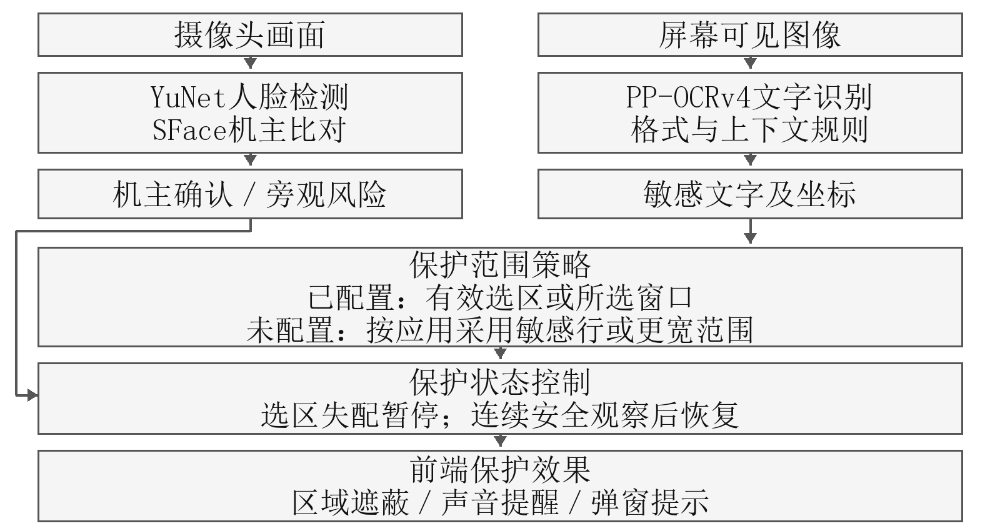 摄像头画面
YuNet人脸检测
SFace机主比对
机主确认 / 旁观风险
屏幕可见图像
PP-OCRv4文字识别
格式与上下文规则
敏感文字及坐标
保护范围策略
已配置：有效选区或所选窗口
未配置：按应用采用敏感行或更宽范围
保护状态控制
选区失配暂停；连续安全观察后恢复
前端保护效果
区域遮蔽 / 声音提醒 / 弹窗提示